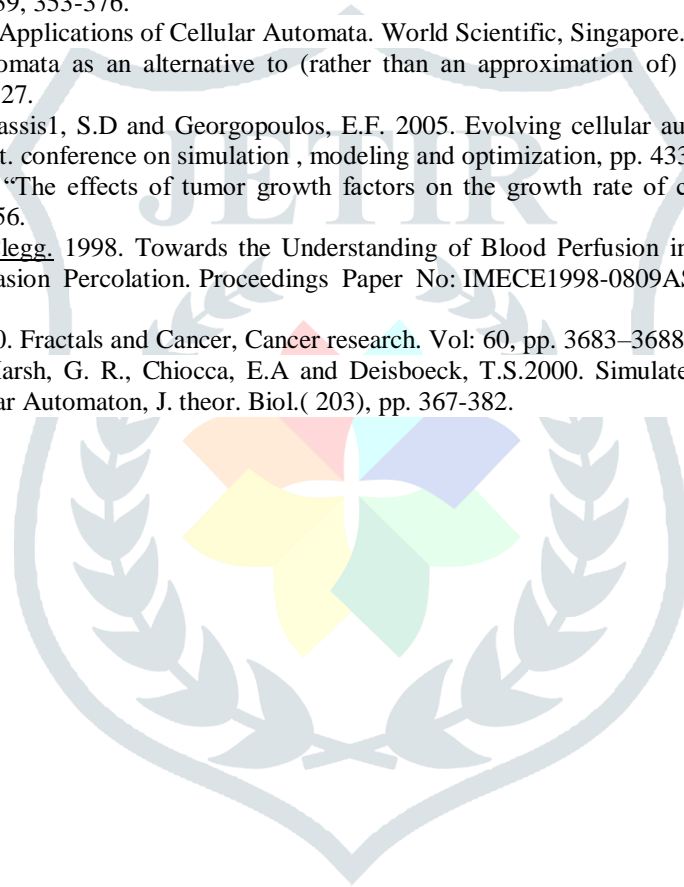 89, 353-376.
Applications of Cellular Automata. World Scientific, Singapore.
omata as an alternative to (rather than an approximation of)
27.
assis1, S.D and Georgopoulos, E.F. 2005. Evolving cellular au
t. conference on simulation , modeling and optimization, pp. 433
“The effects of tumor growth factors on the growth rate of c
56.
legg. 1998. Towards the Understanding of Blood Perfusion in
asion Percolation. Proceedings Paper No: IMECE1998-0809AS
0. Fractals and Cancer, Cancer research. Vol: 60, pp. 3683–3688
Marsh, G. R., Chiocca, E.A and Deisboeck, T.S.2000. Simulate
ar Automaton, J. theor. Biol.( 203), pp. 367-382.
JETIR